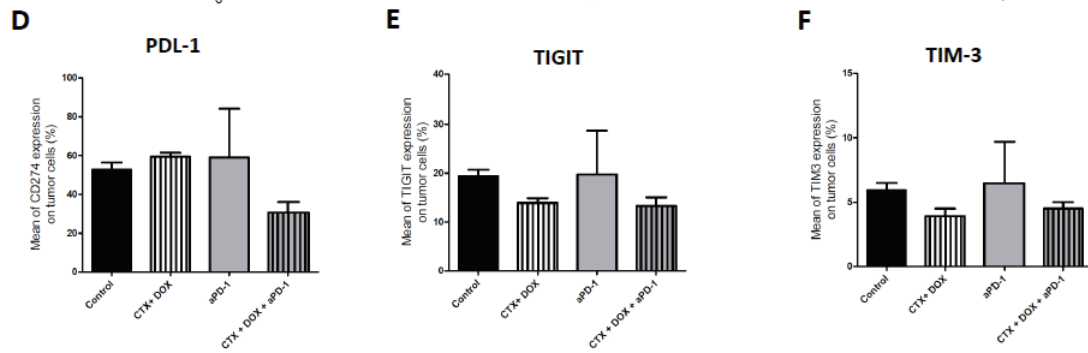 D
PDL-1
Mean of CD274 expression
on tumor cells (%)
100
80
60
40
20
0
Control
CTX+ DOX
aPD-1
CTX + DOX + aPD-1
E
TIGIT
Mean of TIGIT expression
on tumor cells (%)
40
30
20
10
0
Control
CTX+ DOX
aPD-1
CTX + DOX + aPD-1
F
TIM-3
Mean of TIM3 expression
on tumor cells (%)
15
10
5
0
Control
CTX+ DOX
aPD-1
CTX + DOX + aPD-1